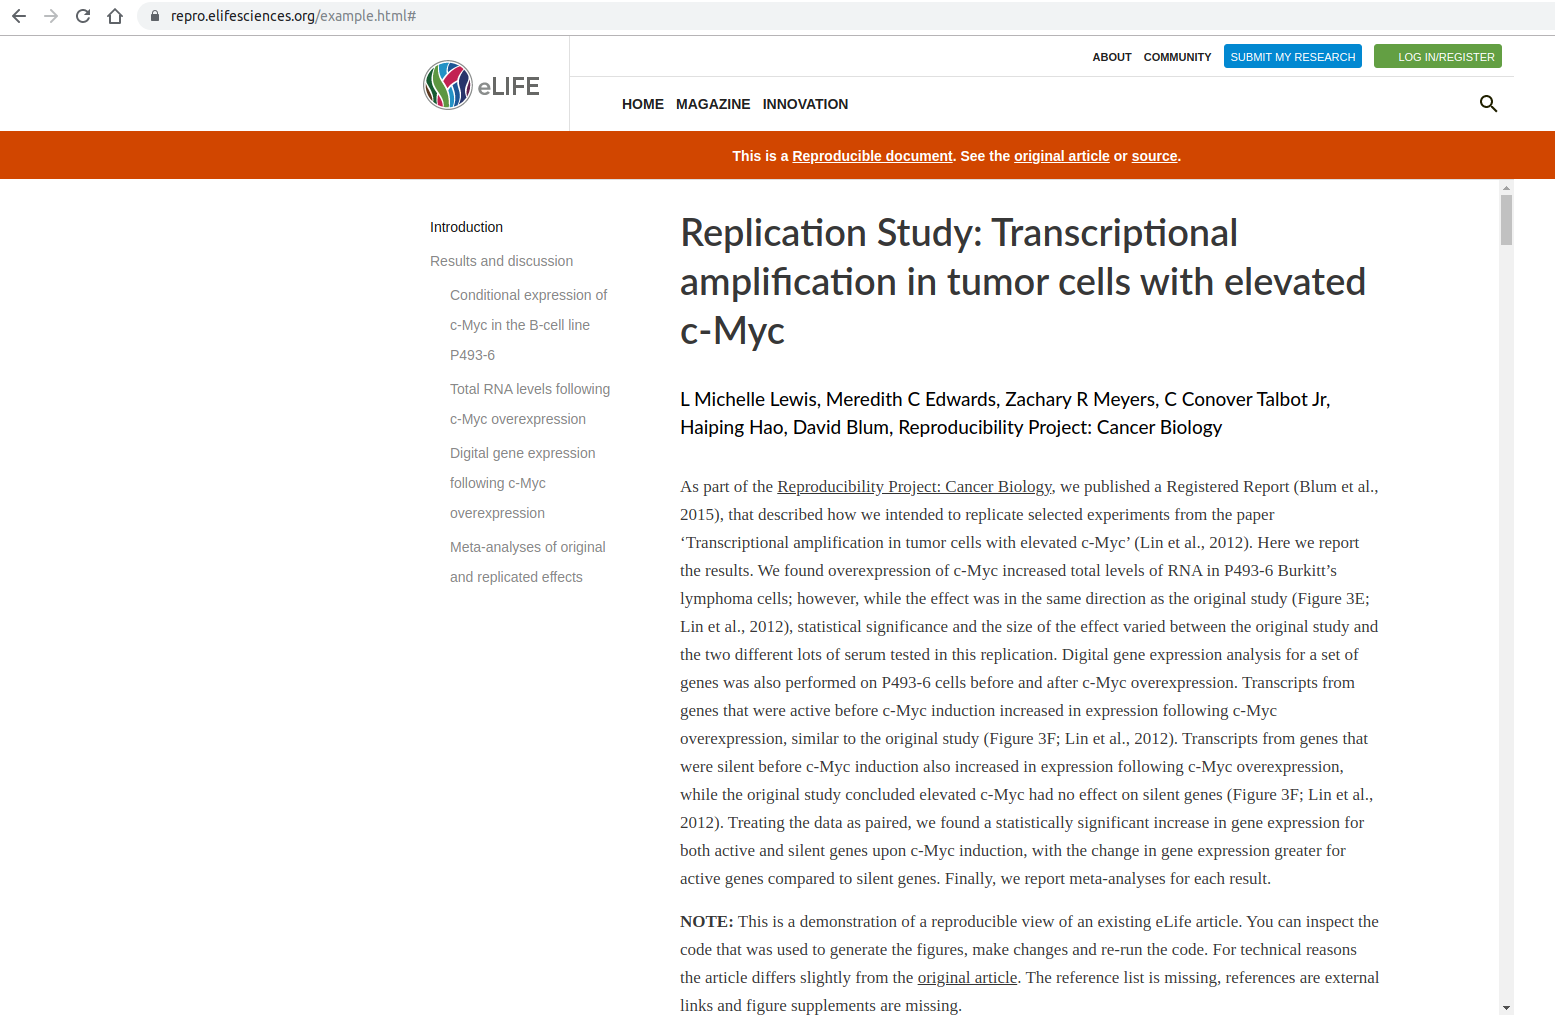 repro.elifesciences.org/example.html#
ABOUT COMMUNITY SUBMIT MY RESEARCH LOG IN/REGISTER
eLIFE
HOME MAGAZINE INNOVATION
This is a Reproducible document. See the original article or source.
Introduction
Results and discussion
Conditional expression of
c-Myc in the B-cell line
P493-6
Total RNA levels following
c-Myc overexpression
Digital gene expression
following c-Myc
overexpression
Meta-analyses of original
and replicated effects
Replication Study: Transcriptional
amplification in tumor cells with elevated
c-Myc
L Michelle Lewis, Meredith C Edwards, Zachary R Meyers, C Conover Talbot Jr,
Haiping Hao, David Blum, Reproducibility Project: Cancer Biology
As part of the Reproducibility Project: Cancer Biology, we published a Registered Report (Blum et al.,
2015), that described how we intended to replicate selected experiments from the paper
‘Transcriptional amplification in tumor cells with elevated c-Myc’ (Lin et al., 2012). Here we report
the results. We found overexpression of c-Myc increased total levels of RNA in P493-6 Burkitt’s
lymphoma cells; however, while the effect was in the same direction as the original study (Figure 3E;
Lin et al., 2012), statistical significance and the size of the effect varied between the original study and
the two different lots of serum tested in this replication. Digital gene expression analysis for a set of
genes was also performed on P493-6 cells before and after c-Myc overexpression. Transcripts from
genes that were active before c-Myc induction increased in expression following c-Myc
overexpression, similar to the original study (Figure 3F; Lin et al., 2012). Transcripts from genes that
were silent before c-Myc induction also increased in expression following c-Myc overexpression,
while the original study concluded elevated c-Myc had no effect on silent genes (Figure 3F; Lin et al.,
2012). Treating the data as paired, we found a statistically significant increase in gene expression for
both active and silent genes upon c-Myc induction, with the change in gene expression greater for
active genes compared to silent genes. Finally, we report meta-analyses for each result.
NOTE: This is a demonstration of a reproducible view of an existing eLife article. You can inspect the
code that was used to generate the figures, make changes and re-run the code. For technical reasons
the article differs slightly from the original article. The reference list is missing, references are external
links and figure supplements are missing.